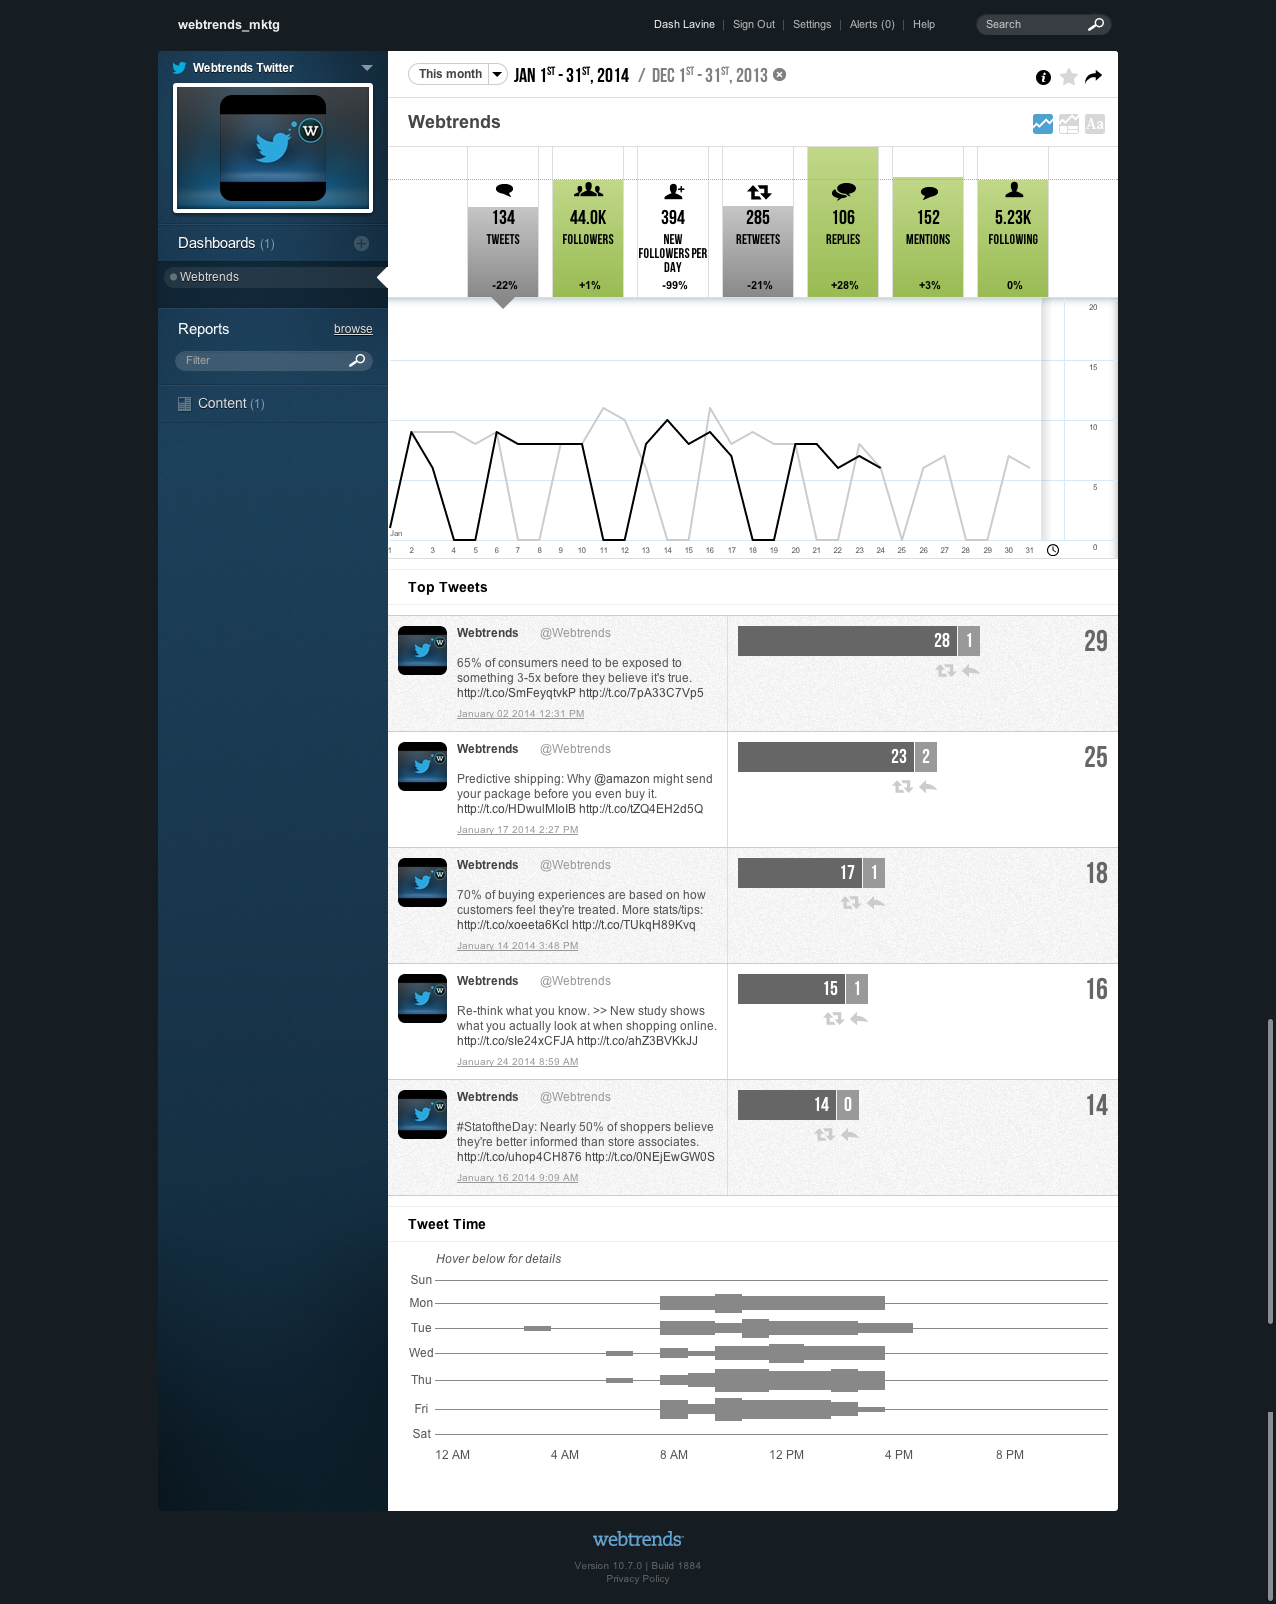 webtrends_mktg
Dash Lavine | Sign Out | Settings | Alerts (0) | Help
Search
Webtrends Twitter
W
Dashboards (1)
Webtrends
Reports
browse
Filter
Content (1)
This month
JAN 1ST - 31ST, 2014 / DEC 1ST - 31ST, 2013
Webtrends
Aa
134
TWEETS
-22%
44.0K
FOLLOWERS
+1%
394
NEW
FOLLOWERS PER
DAY
-99%
285
RETWEETS
-21%
106
REPLIES
+28%
152
MENTIONS
+3%
5.23K
FOLLOWING
0%
20
15
10
5
0
Jan
1 2 3 4 5 6 7 8 9 10 11 12 13 14 15 16 17 18 19 20 21 22 23 24 25 26 27 28 29 30 31
Top Tweets
Webtrends @Webtrends
65% of consumers need to be exposed to
something 3-5x before they believe it's true.
http://t.co/SmFeyqtvkP http://t.co/7pA33C7Vp5
January 02 2014 12:31 PM
28 1
29
Webtrends @Webtrends
Predictive shipping: Why @amazon might send
your package before you even buy it.
http://t.co/HDwulMIoIB http://t.co/tZQ4EH2d5Q
January 17 2014 2:27 PM
23 2
25
Webtrends @Webtrends
70% of buying experiences are based on how
customers feel they're treated. More stats/tips:
http://t.co/xoeeta6Kcl http://t.co/TUkqH89Kvq
January 14 2014 3:48 PM
17 1
18
Webtrends @Webtrends
Re-think what you know. >> New study shows
what you actually look at when shopping online.
http://t.co/sIe24xCFJA http://t.co/ahZ3BVKkJJ
January 24 2014 8:59 AM
15 1
16
Webtrends @Webtrends
#StatoftheDay: Nearly 50% of shoppers believe
they're better informed than store associates.
http://t.co/uhop4CH876 http://t.co/0NEjEwGW0S
January 16 2014 9:09 AM
14 0
14
Tweet Time
Hover below for details
Sun
Mon
Tue
Wed
Thu
Fri
Sat
12 AM 4 AM 8 AM 12 PM 4 PM 8 PM
webtrends
Version 10.7.0 | Build 1884
Privacy Policy